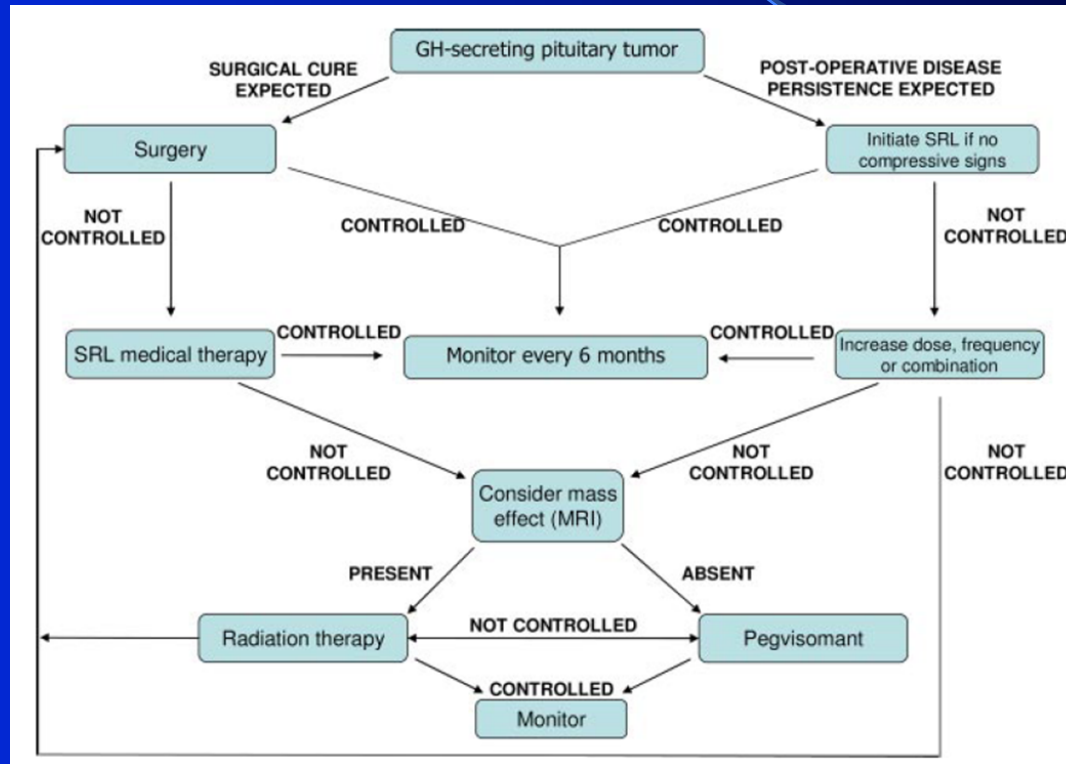 GH-secreting pituitary tumor
SURGICAL CURE
EXPECTED
POST-OPERATIVE DISEASE
PERSISTENCE EXPECTED
Surgery
Initiate SRL if no
compressive signs
NOT
CONTROLLED
CONTROLLED
CONTROLLED
NOT
CONTROLLED
SRL medical therapy
CONTROLLED
Monitor every 6 months
CONTROLLED
Increase dose, frequency
or combination
NOT
CONTROLLED
NOT
CONTROLLED
NOT
CONTROLLED
Consider mass
effect (MRI)
PRESENT
ABSENT
Radiation therapy
NOT CONTROLLED
Pegvisomant
CONTROLLED
Monitor